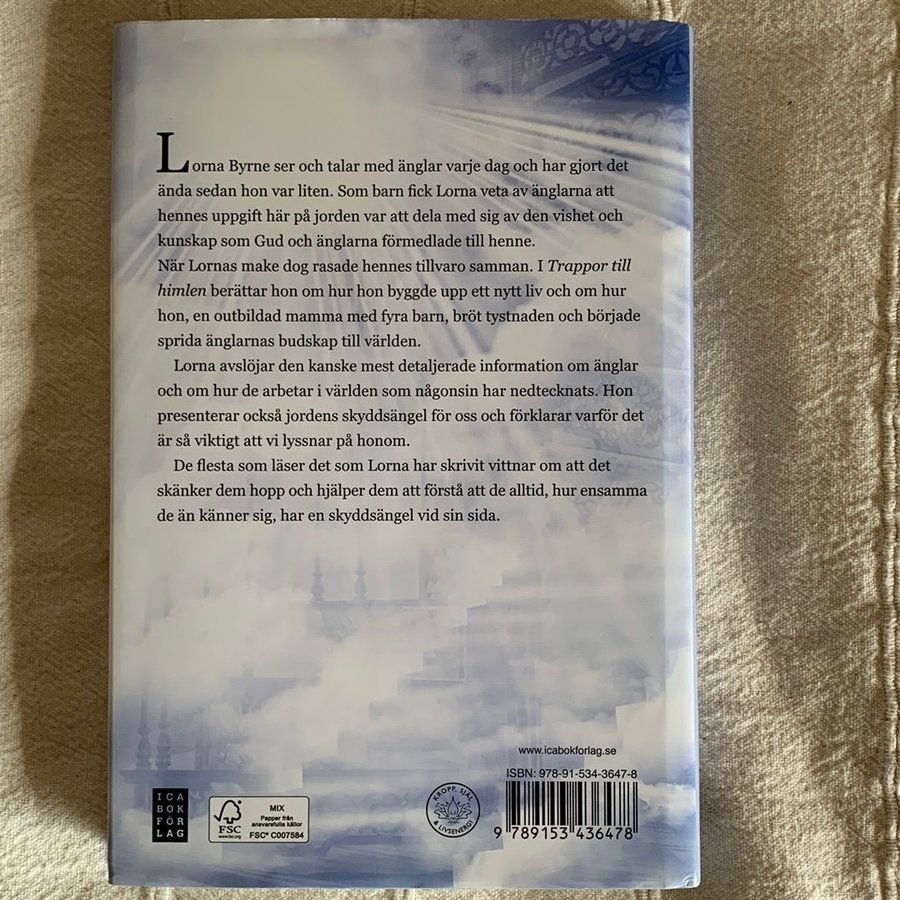 Lorna Byrne ser och talar med änglar varje dag och har gjort det
ända sedan hon var liten. Som barn fick Lorna veta av änglarna att
hennes uppgift här på jorden var att dela med sig av den vishet och
kunskap som Gud och änglarna förmedlade till henne.
När Lornas make dog rasade hennes tillvaro samman. I Trappor till
himlen berättar hon om hur hon byggde upp ett nytt liv och om hur
hon, en outbildad mamma med fyra barn, bröt tystnaden och började
sprida änglarnas budskap till världen.
Lorna avslöjar den kanske mest detaljerade information om änglar
och om hur de arbetar i världen som någonsin har nedtecknats. Hon
presenterar också jordens skyddsängel för oss och förklarar varför det
är så viktigt att vi lyssnar på honom.
De flesta som läser det som Lorna har skrivit vittnar om att det
skänker dem hopp och hjälper dem att förstå att de alltid, hur ensamma
de än känner sig, har en skyddsängel vid sin sida.
www.icabokforlag.se
ISBN: 978-91-534-3647-8
ICA
BOK
FÖR
LAG
FSC
www.fsc.org
MIX
Papper från
ansvarsfulla källor
FSC® C007584
KROPP, SJÄL
& LIVSENERGI
9 789153 436478